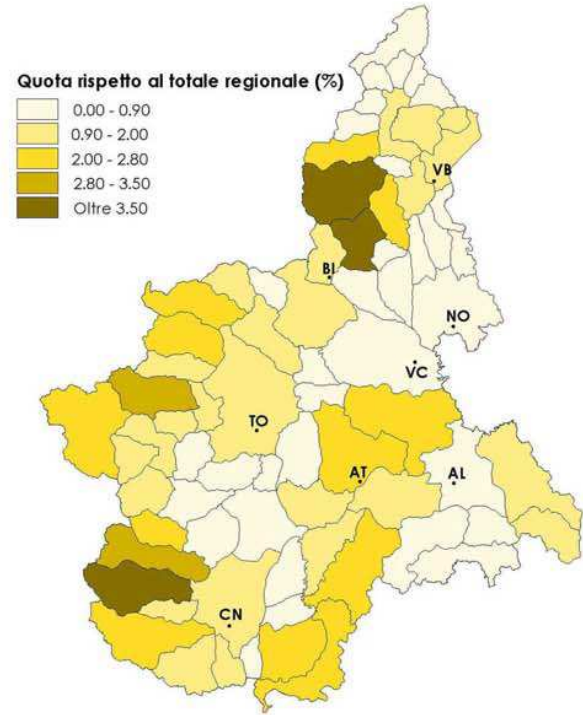 Quota rispetto al totale regionale (%)
0.00 - 0.90
0.90 - 2.00
2.00 - 2.80
2.80 - 3.50
Oltre 3.50
VB
BI
NO
VC
TO
AT
AL
CN